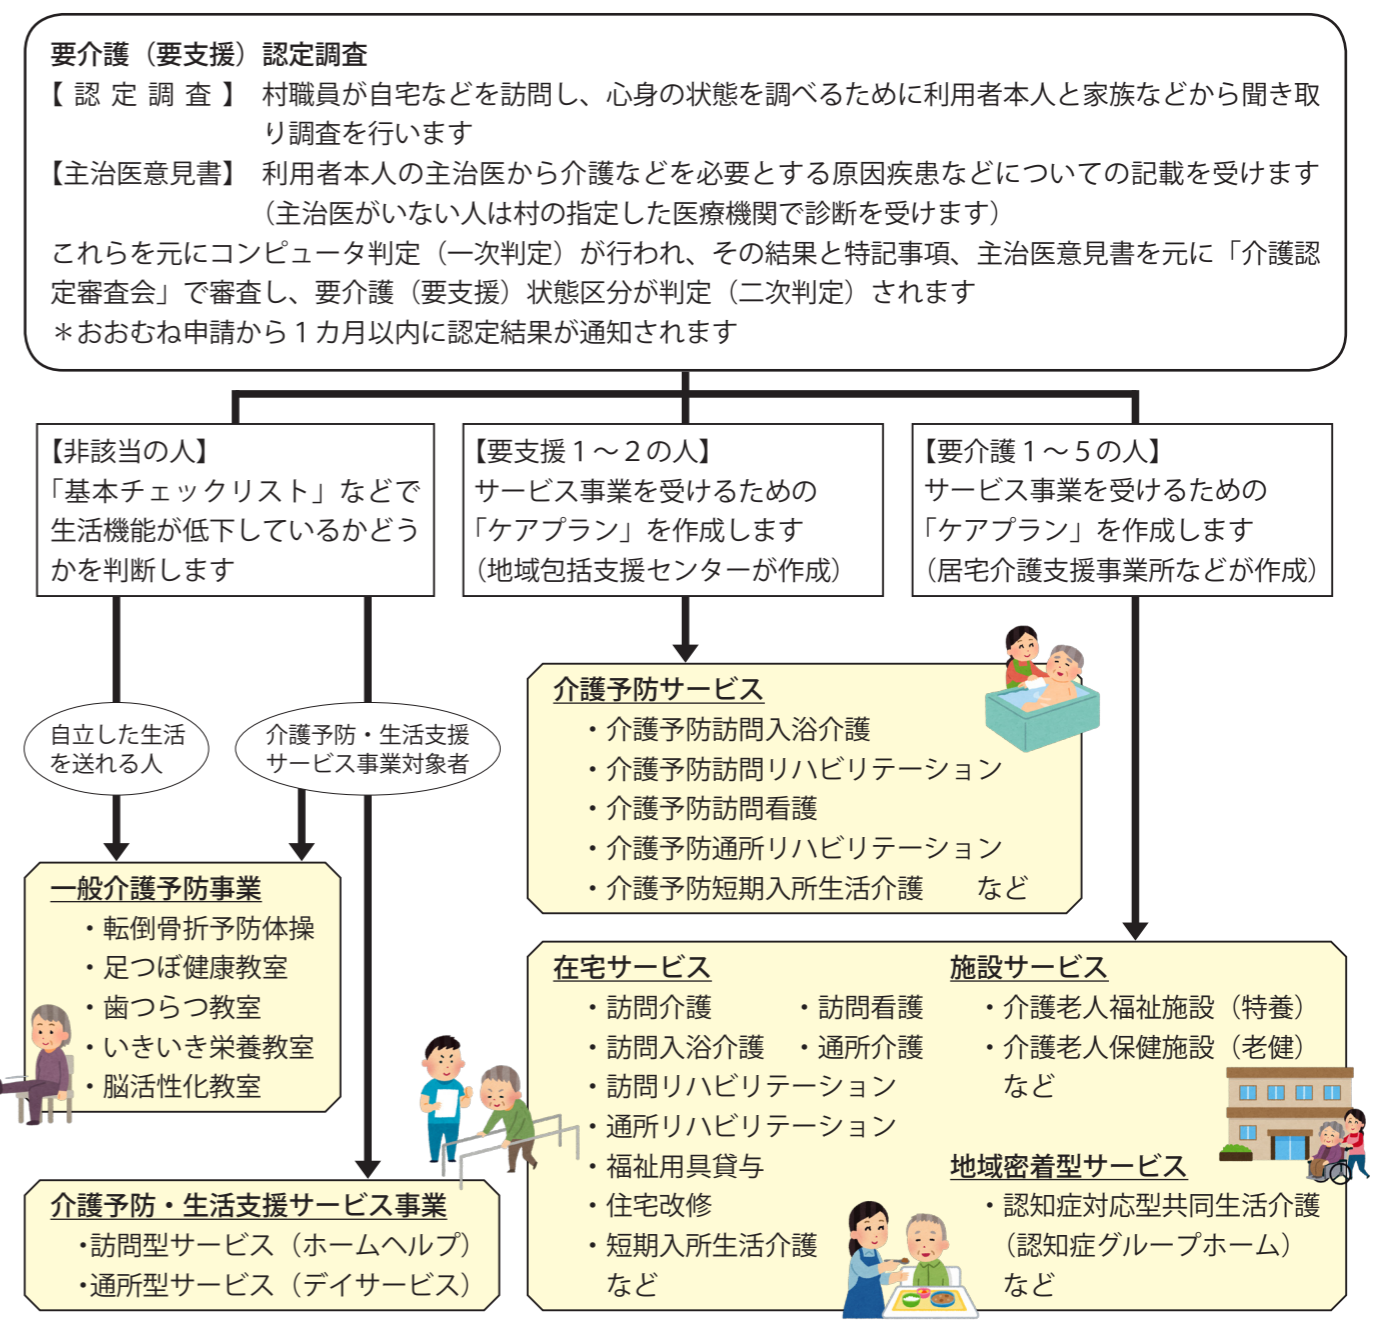 要介護（要支援）認定調査
【認定調査】 村職員が自宅などを訪問し、心身の状態を調べるために利用者本人と家族などから聞き取
り調査を行います
【主治医意見書】 利用者本人の主治医から介護などを必要とする原因疾患などについての記載を受けます
（主治医がいない人は村の指定した医療機関で診断を受けます）
これらを元にコンピュータ判定（一次判定）が行われ、その結果と特記事項、主治医意見書を元に「介護認
定審査会」で審査し、要介護（要支援）状態区分が判定（二次判定）されます
＊おおむね申請から１カ月以内に認定結果が通知されます
【非該当の人】
「基本チェックリスト」などで
生活機能が低下しているかどう
かを判断します
【要支援１～２の人】
サービス事業を受けるための
「ケアプラン」を作成します
（地域包括支援センターが作成）
【要介護１～５の人】
サービス事業を受けるための
「ケアプラン」を作成します
（居宅介護支援事業所などが作成）
自立した生活
を送れる人
介護予防・生活支援
サービス事業対象者
介護予防サービス
・介護予防訪問入浴介護
・介護予防訪問リハビリテーション
・介護予防訪問看護
・介護予防通所リハビリテーション
・介護予防短期入所生活介護　　など
一般介護予防事業
・転倒骨折予防体操
・足つぼ健康教室
・歯つらつ教室
・いきいき栄養教室
・脳活性化教室
介護予防・生活支援サービス事業
・訪問型サービス（ホームヘルプ）
・通所型サービス（デイサービス）
在宅サービス
・訪問介護　　　・訪問看護
・訪問入浴介護　・通所介護
・訪問リハビリテーション
・通所リハビリテーション
・福祉用具貸与
・住宅改修
・短期入所生活介護
など
施設サービス
・介護老人福祉施設（特養）
・介護老人保健施設（老健）
など
地域密着型サービス
・認知症対応型共同生活介護
（認知症グループホーム）
など